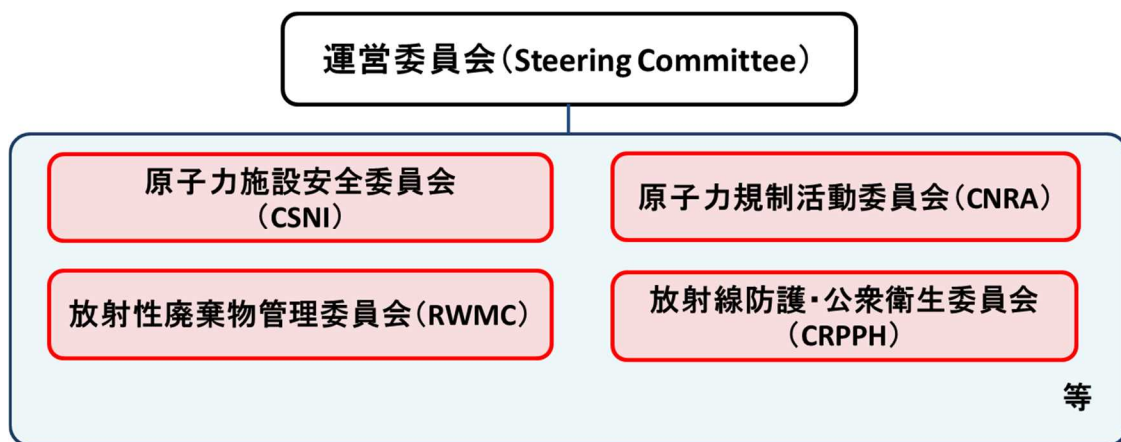 運営委員会(Steering Committee)
原子力施設安全委員会
(CSNI)
原子力規制活動委員会(CNRA)
放射性廃棄物管理委員会(RWMC)
放射線防護・公衆衛生委員会
(CRPPH)
等